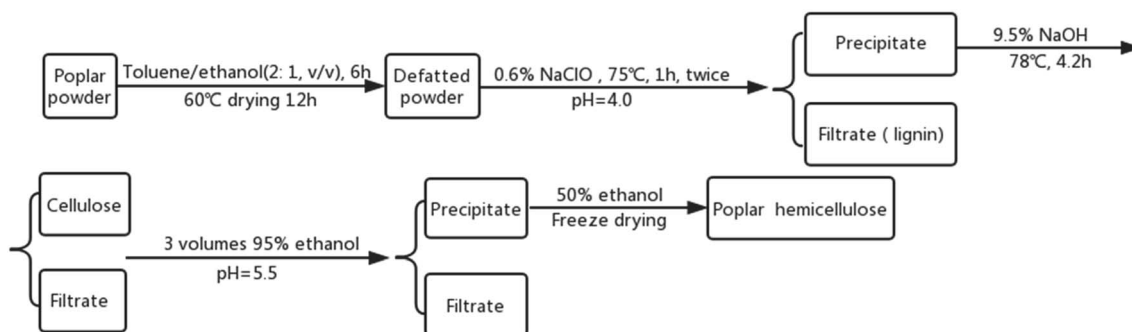 Poplar
powder
Toluene/ethanol(2: 1, v/v), 6h
60℃ drying 12h
Defatted
powder
0.6% NaClO , 75℃, 1h, twice
pH=4.0
Precipitate
Filtrate ( lignin)
9.5% NaOH
78℃, 4.2h
Cellulose
Filtrate
3 volumes 95% ethanol
pH=5.5
Precipitate
Filtrate
50% ethanol
Freeze drying
Poplar hemicellulose